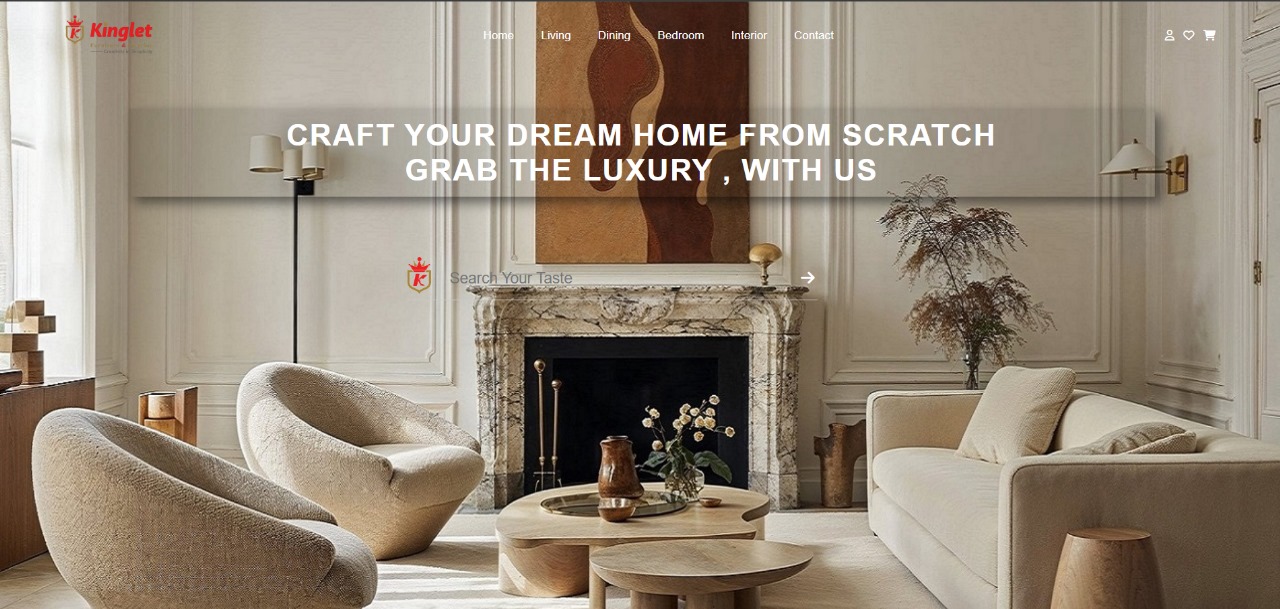 Kinglet
Home Living Dining Bedroom Interior Contact
CRAFT YOUR DREAM HOME FROM SCRATCH
GRAB THE LUXURY , WITH US
K Search Your Taste